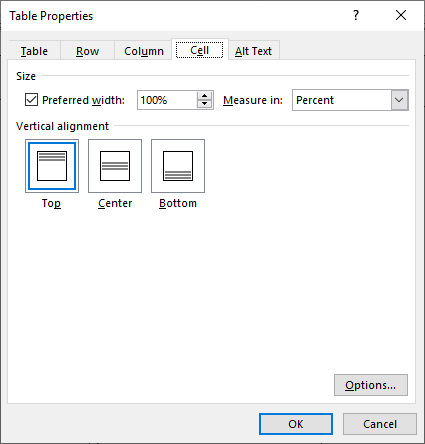 Table Properties ?
Table Row Column Cell Alt Text
Size
Preferred width: 100% Measure in: Percent
Vertical alignment
Top Center Bottom
Options...
OK Cancel